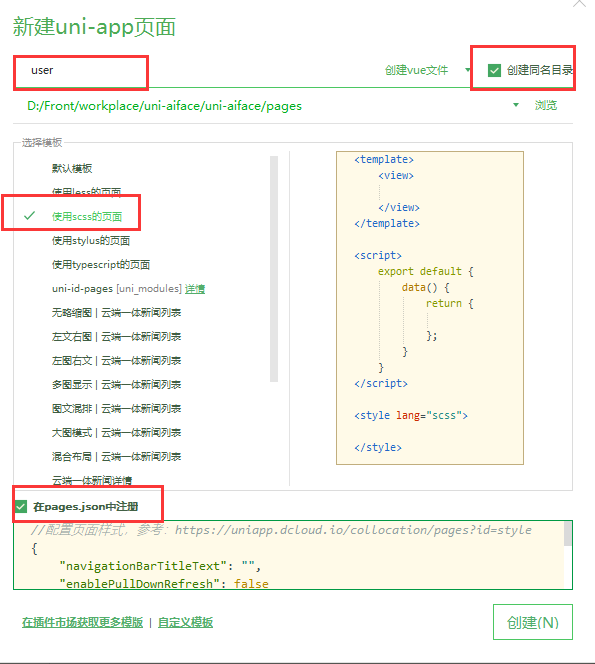 新建uni-app页面
user
创建vue文件
创建同名目录
D:/Front/workplace/uni-aiface/uni-aiface/pages
浏览
选择模板
默认模板
使用less的页面
使用scss的页面
使用stylus的页面
使用typescript的页面
uni-id-pages [uni_modules] 详情
无略缩图 | 云端一体新闻列表
左文右图 | 云端一体新闻列表
左图右文 | 云端一体新闻列表
多图显示 | 云端一体新闻列表
图文混排 | 云端一体新闻列表
大图模式 | 云端一体新闻列表
混合布局 | 云端一体新闻列表
云端一体新闻详情
<template>
<view>
</view>
</template>
<script>
export default {
data() {
return {
};
}
}
</script>
<style lang="scss">
</style>
在pages.json中注册
//配置页面样式，参考：https://uniapp.dcloud.io/collocation/pages?id=style
{
"navigationBarTitleText": "",
"enablePullDownRefresh": false
在插件市场获取更多模版 | 自定义模板
创建(N)